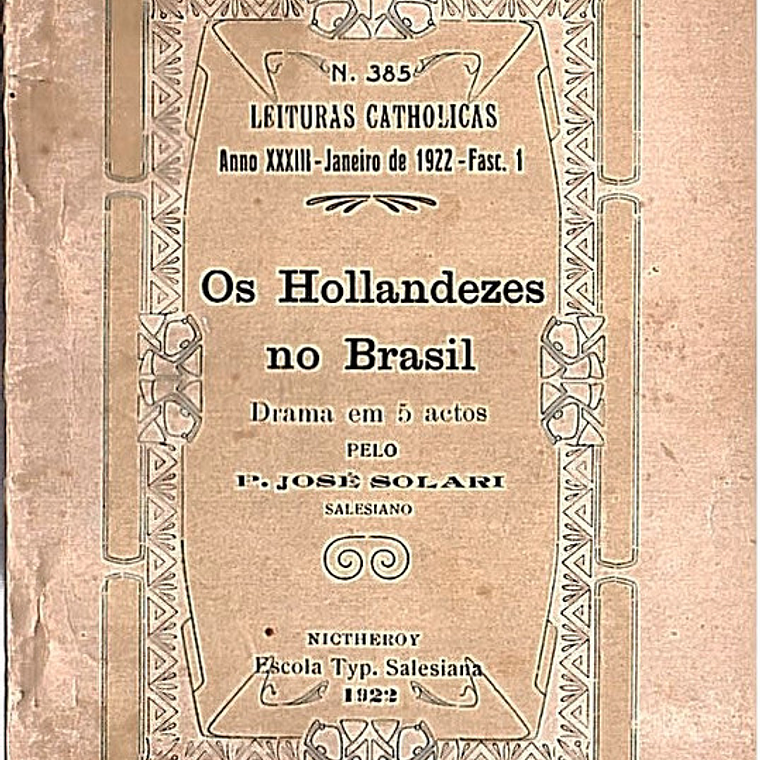 N. 385
LEITURAS CATHOLICAS
Anno XXXIII - Janeiro de 1922 - Fasc. 1
Os Hollandezes
no Brasil
Drama em 5 actos
PELO
P. JOSÉ SOLARI
SALESIANO
NICTHEROY
Escola Typ. Salesiana
1922